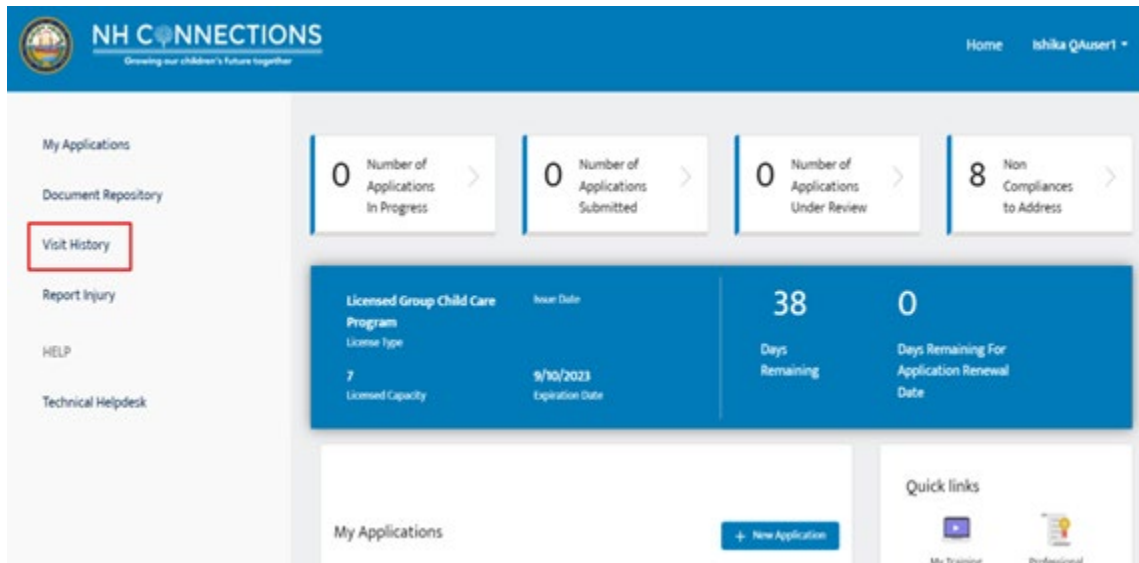 NH CONNECTIONS
Growing our children's future together
Home
Ishika QAuser1
My Applications
Document Repository
Visit History
Report Injury
HELP
Technical Helpdesk
0
Number of
Applications
In Progress
0
Number of
Applications
Submitted
0
Number of
Applications
Under Review
8
Non
Compliances
to Address
Licensed Group Child Care
Program
License Type
Issue Date
7
Licensed Capacity
9/10/2023
Expiration Date
38
Days
Remaining
0
Days Remaining For
Application Renewal
Date
My Applications
+ New Application
Quick links
My Training
Professional